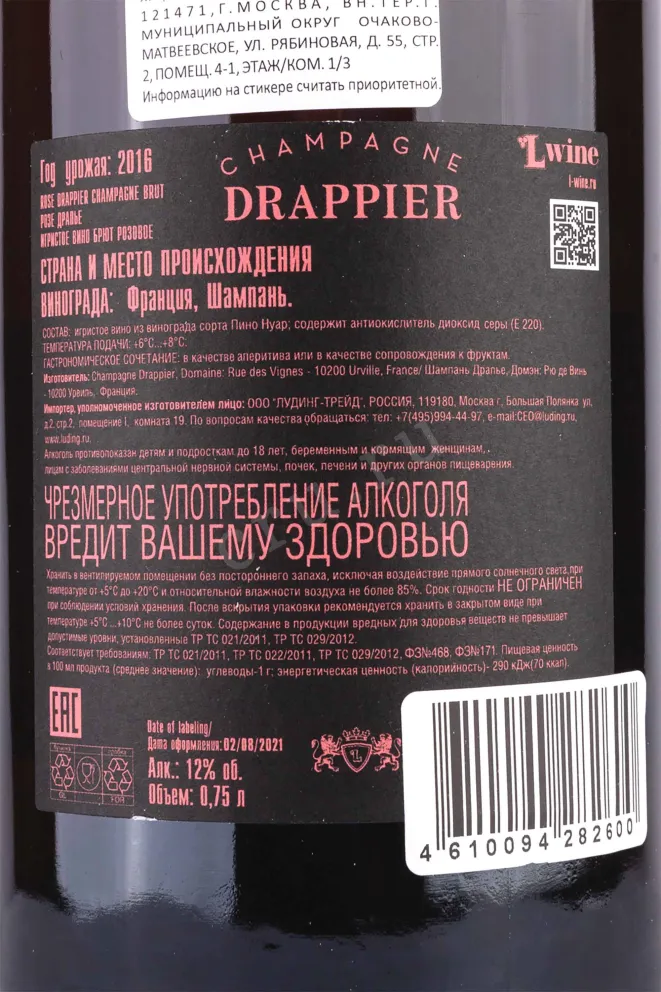 121471, Г. МОСКВА, ВН.ТЕР.Г.
МУНИЦИПАЛЬНЫЙ ОКРУГ ОЧАКОВО-
МАТВЕЕВСКОЕ, УЛ. РЯБИНОВАЯ, Д. 55, СТР.
2, ПОМЕЩ. 4-1, ЭТАЖ/КОМ. 1/3
Информацию на стикере считать приоритетной.
CHAMPAGNE
DRAPPIER
Lwine
l-wine.ru
Год урожая: 2016
ROSE DRAPPIER CHAMPAGNE BRUT
РОЗЕ ДРАПЬЕ
ИГРИСТОЕ ВИНО БРЮТ РОЗОВОЕ
СТРАНА И МЕСТО ПРОИСХОЖДЕНИЯ
ВИНОГРАДА: Франция, Шампань.
СОСТАВ: игристое вино из винограда сорта Пино Нуар; содержит антиокислитель диоксид серы (Е 220).
ТЕМПЕРАТУРА ПОДАЧИ: +6°С...+8°С.
ГАСТРОНОМИЧЕСКОЕ СОЧЕТАНИЕ: в качестве аперитива или в качестве сопровождения к фруктам.
Изготовитель: Champagne Drappier, Domaine: Rue des Vignes - 10200 Urville, France/ Шампань Драпье, Домэн: Рю де Винь
- 10200 Урвиль, Франция.
Импортер, уполномоченное изготовителем лицо: ООО "ЛУДИНГ-ТРЕЙД", РОССИЯ, 119180, Москва г, Большая Полянка ул,
д.2, стр.2, помещение I, комната 19. По вопросам качества обращаться: тел: +7(495)994-44-97, e-mail:CEO@luding.ru,
www.luding.ru.
Алкоголь противопоказан детям и подросткам до 18 лет, беременным и кормящим женщинам,
лицам с заболеваниями центральной нервной системы, почек, печени и других органов пищеварения.
ЧРЕЗМЕРНОЕ УПОТРЕБЛЕНИЕ АЛКОГОЛЯ
ВРЕДИТ ВАШЕМУ ЗДОРОВЬЮ
Хранить в вентилируемом помещении без постороннего запаха, исключая воздействие прямого солнечного света,при
температуре от +5°С до +20°С и относительной влажности воздуха не более 85%. Срок годности НЕ ОГРАНИЧЕН
при соблюдении условий хранения. После вскрытия упаковки рекомендуется хранить в закрытом виде при
температуре +5°С ...+10°С не более суток. Содержание в продукции вредных для здоровья веществ не превышает
допустимые уровни, установленные ТР ТС 021/2011, ТР ТС 029/2012.
Соответствует требованиям: ТР ТС 021/2011, ТР ТС 022/2011, ТР ТС 029/2012, ФЗ№468, ФЗ№171. Пищевая ценность
в 100 мл продукта (среднее значение): углеводы-1 г; энергетическая ценность (калорийность)- 290 кДж(70 ккал).
ЕАС
Date of labeling/
Дата оформления: 02/08/2021
L
Алк.: 12% об.
Объем: 0,75 л
4 610094 282600